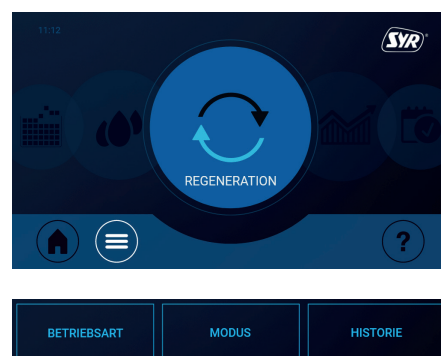 11:12
SYR®
REGENERATION
?
BETRIEBSART MODUS HISTORIE